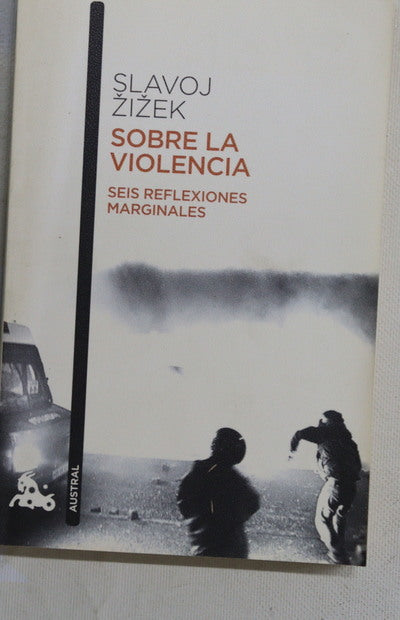 SLAVOJ
ŽIŽEK
SOBRE LA
VIOLENCIA
SEIS REFLEXIONES
MARGINALES
AUSTRAL